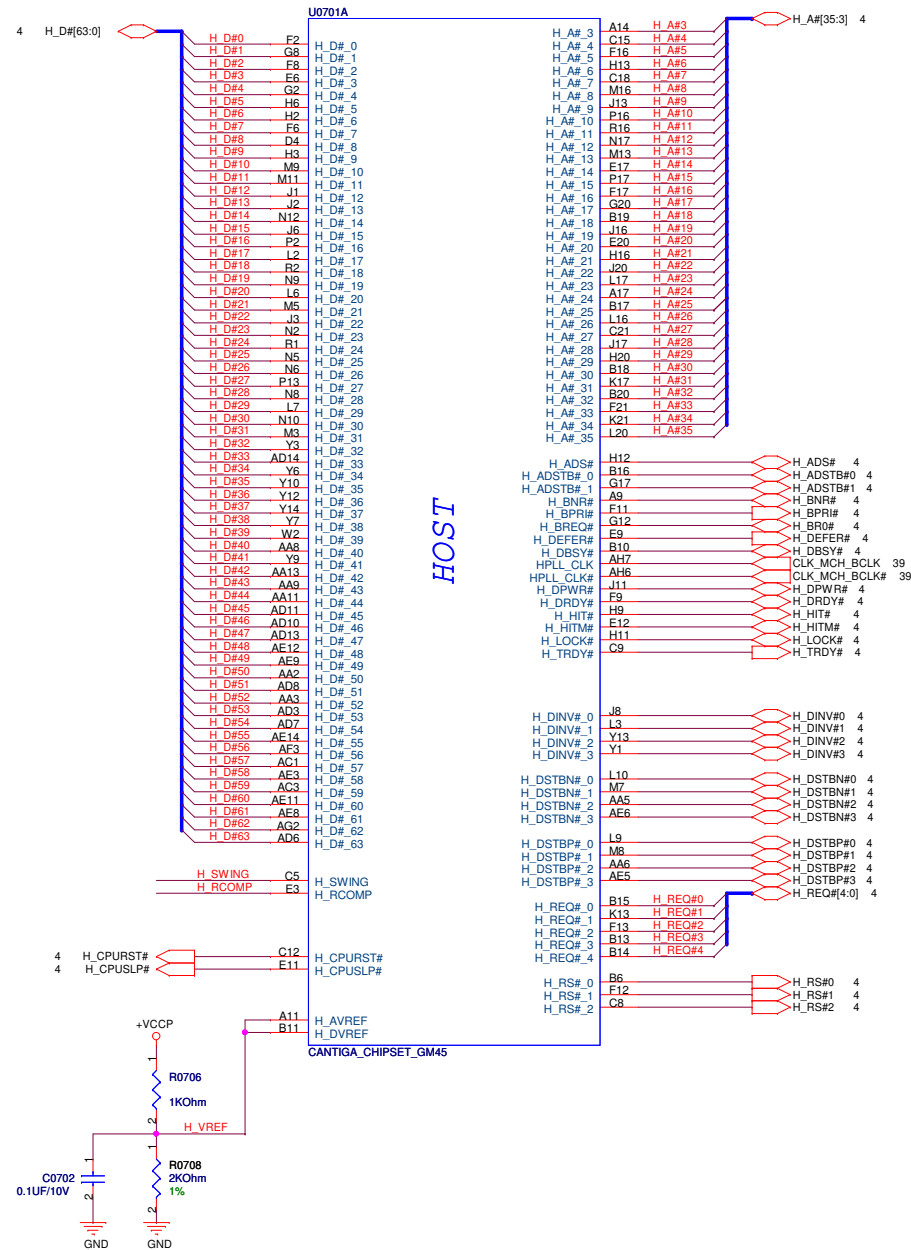 U0701A
4 H_D#[63:0]
H_D#0 F2 H_D#_0
H_D#1 G8 H_D#_1
H_D#2 F8 H_D#_2
H_D#3 E6 H_D#_3
H_D#4 G2 H_D#_4
H_D#5 H6 H_D#_5
H_D#6 H2 H_D#_6
H_D#7 F6 H_D#_7
H_D#8 D4 H_D#_8
H_D#9 H3 H_D#_9
H_D#10 M9 H_D#_10
H_D#11 M11 H_D#_11
H_D#12 J1 H_D#_12
H_D#13 J2 H_D#_13
H_D#14 N12 H_D#_14
H_D#15 J6 H_D#_15
H_D#16 P2 H_D#_16
H_D#17 L2 H_D#_17
H_D#18 R2 H_D#_18
H_D#19 N9 H_D#_19
H_D#20 L6 H_D#_20
H_D#21 M5 H_D#_21
H_D#22 J3 H_D#_22
H_D#23 N2 H_D#_23
H_D#24 R1 H_D#_24
H_D#25 N5 H_D#_25
H_D#26 N6 H_D#_26
H_D#27 P13 H_D#_27
H_D#28 N8 H_D#_28
H_D#29 L7 H_D#_29
H_D#30 N10 H_D#_30
H_D#31 M3 H_D#_31
H_D#32 Y3 H_D#_32
H_D#33 AD14 H_D#_33
H_D#34 Y6 H_D#_34
H_D#35 Y10 H_D#_35
H_D#36 Y12 H_D#_36
H_D#37 Y14 H_D#_37
H_D#38 Y7 H_D#_38
H_D#39 W2 H_D#_39
H_D#40 AA8 H_D#_40
H_D#41 Y9 H_D#_41
H_D#42 AA13 H_D#_42
H_D#43 AA9 H_D#_43
H_D#44 AA11 H_D#_44
H_D#45 AD11 H_D#_45
H_D#46 AD10 H_D#_46
H_D#47 AD13 H_D#_47
H_D#48 AE12 H_D#_48
H_D#49 AE9 H_D#_49
H_D#50 AA2 H_D#_50
H_D#51 AD8 H_D#_51
H_D#52 AA3 H_D#_52
H_D#53 AD3 H_D#_53
H_D#54 AD7 H_D#_54
H_D#55 AE14 H_D#_55
H_D#56 AF3 H_D#_56
H_D#57 AC1 H_D#_57
H_D#58 AE3 H_D#_58
H_D#59 AC3 H_D#_59
H_D#60 AE11 H_D#_60
H_D#61 AE8 H_D#_61
H_D#62 AG2 H_D#_62
H_D#63 AD6 H_D#_63
H_SWING C5 H_SWING
H_RCOMP E3 H_RCOMP
4 H_CPURST# C12 H_CPURST#
4 H_CPUSLP# E11 H_CPUSLP#
A11 H_AVREF
B11 H_DVREF
HOST
H_A#[35:3] 4
H_A#_3 A14 H_A#3
H_A#_4 C15 H_A#4
H_A#_5 F16 H_A#5
H_A#_6 H13 H_A#6
H_A#_7 C18 H_A#7
H_A#_8 M16 H_A#8
H_A#_9 J13 H_A#9
H_A#_10 P16 H_A#10
H_A#_11 R16 H_A#11
H_A#_12 N17 H_A#12
H_A#_13 M13 H_A#13
H_A#_14 E17 H_A#14
H_A#_15 P17 H_A#15
H_A#_16 F17 H_A#16
H_A#_17 G20 H_A#17
H_A#_18 B19 H_A#18
H_A#_19 J16 H_A#19
H_A#_20 E20 H_A#20
H_A#_21 H16 H_A#21
H_A#_22 J20 H_A#22
H_A#_23 L17 H_A#23
H_A#_24 A17 H_A#24
H_A#_25 B17 H_A#25
H_A#_26 L16 H_A#26
H_A#_27 C21 H_A#27
H_A#_28 J17 H_A#28
H_A#_29 H20 H_A#29
H_A#_30 B18 H_A#30
H_A#_31 K17 H_A#31
H_A#_32 B20 H_A#32
H_A#_33 F21 H_A#33
H_A#_34 K21 H_A#34
H_A#_35 L20 H_A#35
H_ADS# H12 H_ADS# 4
H_ADSTB#_0 B16 H_ADSTB#0 4
H_ADSTB#_1 G17 H_ADSTB#1 4
H_BNR# A9 H_BNR# 4
H_BPRI# F11 H_BPRI# 4
H_BREQ# G12 H_BR0# 4
H_DEFER# E9 H_DEFER# 4
H_DBSY# B10 H_DBSY# 4
HPLL_CLK AH7 CLK_MCH_BCLK 39
HPLL_CLK# AH6 CLK_MCH_BCLK# 39
H_DPWR# J11 H_DPWR# 4
H_DRDY# F9 H_DRDY# 4
H_HIT# H9 H_HIT# 4
H_HITM# E12 H_HITM# 4
H_LOCK# H11 H_LOCK# 4
H_TRDY# C9 H_TRDY# 4
H_DINV#_0 J8 H_DINV#0 4
H_DINV#_1 L3 H_DINV#1 4
H_DINV#_2 Y13 H_DINV#2 4
H_DINV#_3 Y1 H_DINV#3 4
H_DSTBN#_0 L10 H_DSTBN#0 4
H_DSTBN#_1 M7 H_DSTBN#1 4
H_DSTBN#_2 AA5 H_DSTBN#2 4
H_DSTBN#_3 AE6 H_DSTBN#3 4
H_DSTBP#_0 L9 H_DSTBP#0 4
H_DSTBP#_1 M8 H_DSTBP#1 4
H_DSTBP#_2 AA6 H_DSTBP#2 4
H_DSTBP#_3 AE5 H_DSTBP#3 4
H_REQ#[4:0] 4
H_REQ#_0 B15 H_REQ#0
H_REQ#_1 K13 H_REQ#1
H_REQ#_2 F13 H_REQ#2
H_REQ#_3 B13 H_REQ#3
H_REQ#_4 B14 H_REQ#4
H_RS#_0 B6 H_RS#0 4
H_RS#_1 F12 H_RS#1 4
H_RS#_2 C8 H_RS#2 4
CANTIGA_CHIPSET_GM45
+VCCP
1
R0706
1KOhm
2
H_VREF
1
C0702
0.1UF/10V
2
1
R0708
2KOhm
1%
2
GND
GND